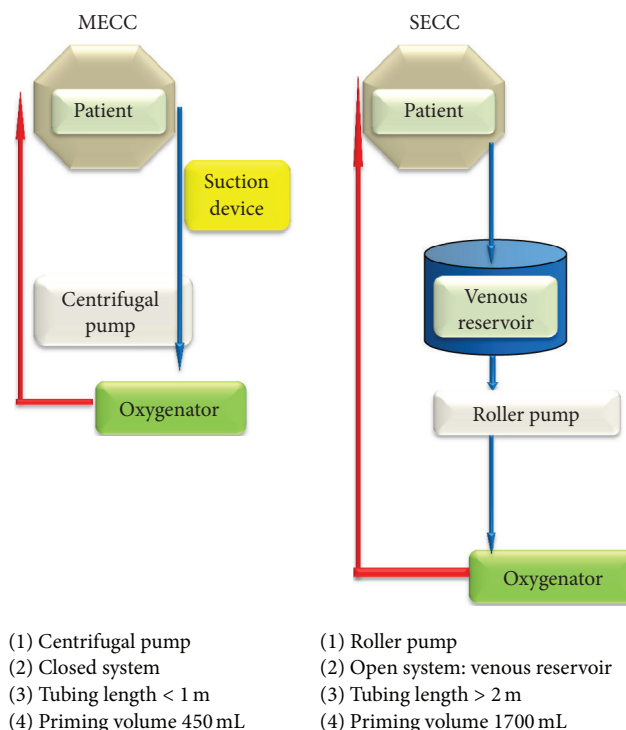 MECC
Patient
Suction
device
Centrifugal
pump
Oxygenator
(1) Centrifugal pump
(2) Closed system
(3) Tubing length < 1 m
(4) Priming volume 450 mL
SECC
Patient
Venous
reservoir
Roller pump
Oxygenator
(1) Roller pump
(2) Open system: venous reservoir
(3) Tubing length > 2 m
(4) Priming volume 1700 mL